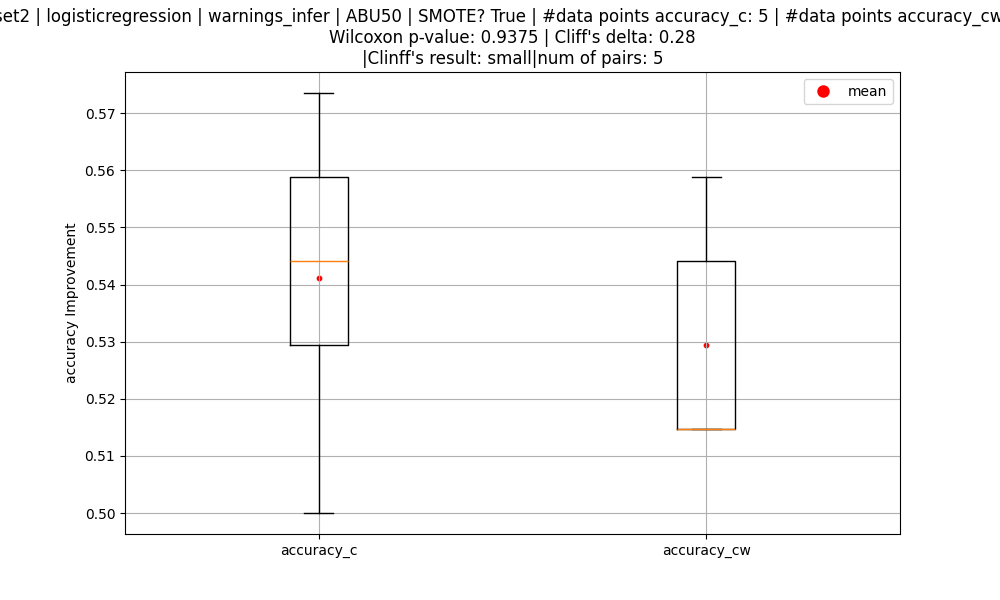 set2 | logisticregression | warnings_infer | ABU50 | SMOTE? True | #data points accuracy_c: 5 | #data points accuracy_cw
Wilcoxon p-value: 0.9375 | Cliff's delta: 0.28
|Clinff's result: small|num of pairs: 5
mean
0.57
0.56
0.55
0.54
0.53
0.52
0.51
0.50
accuracy Improvement
accuracy_c
accuracy_cw